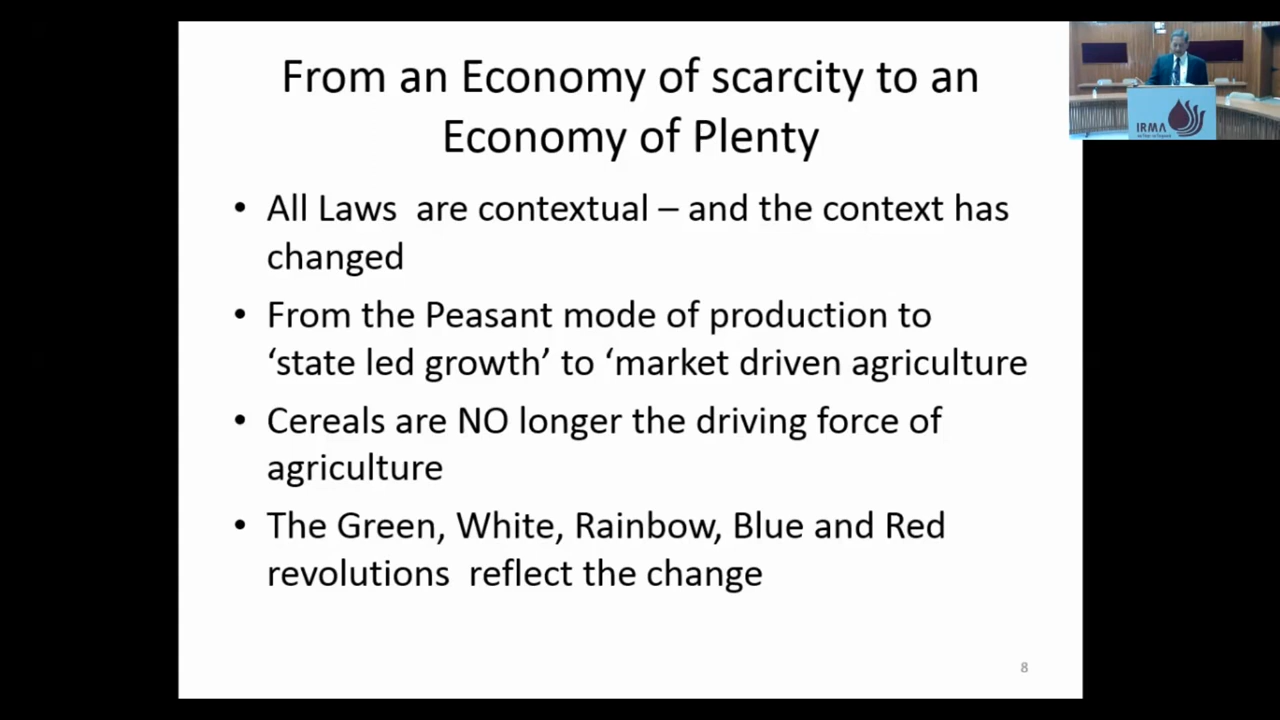 From an Economy of scarcity to an
Economy of Plenty
• All Laws are contextual – and the context has
changed
• From the Peasant mode of production to
‘state led growth’ to ‘market driven agriculture
• Cereals are NO longer the driving force of
agriculture
• The Green, White, Rainbow, Blue and Red
revolutions reflect the change
8
IRMA